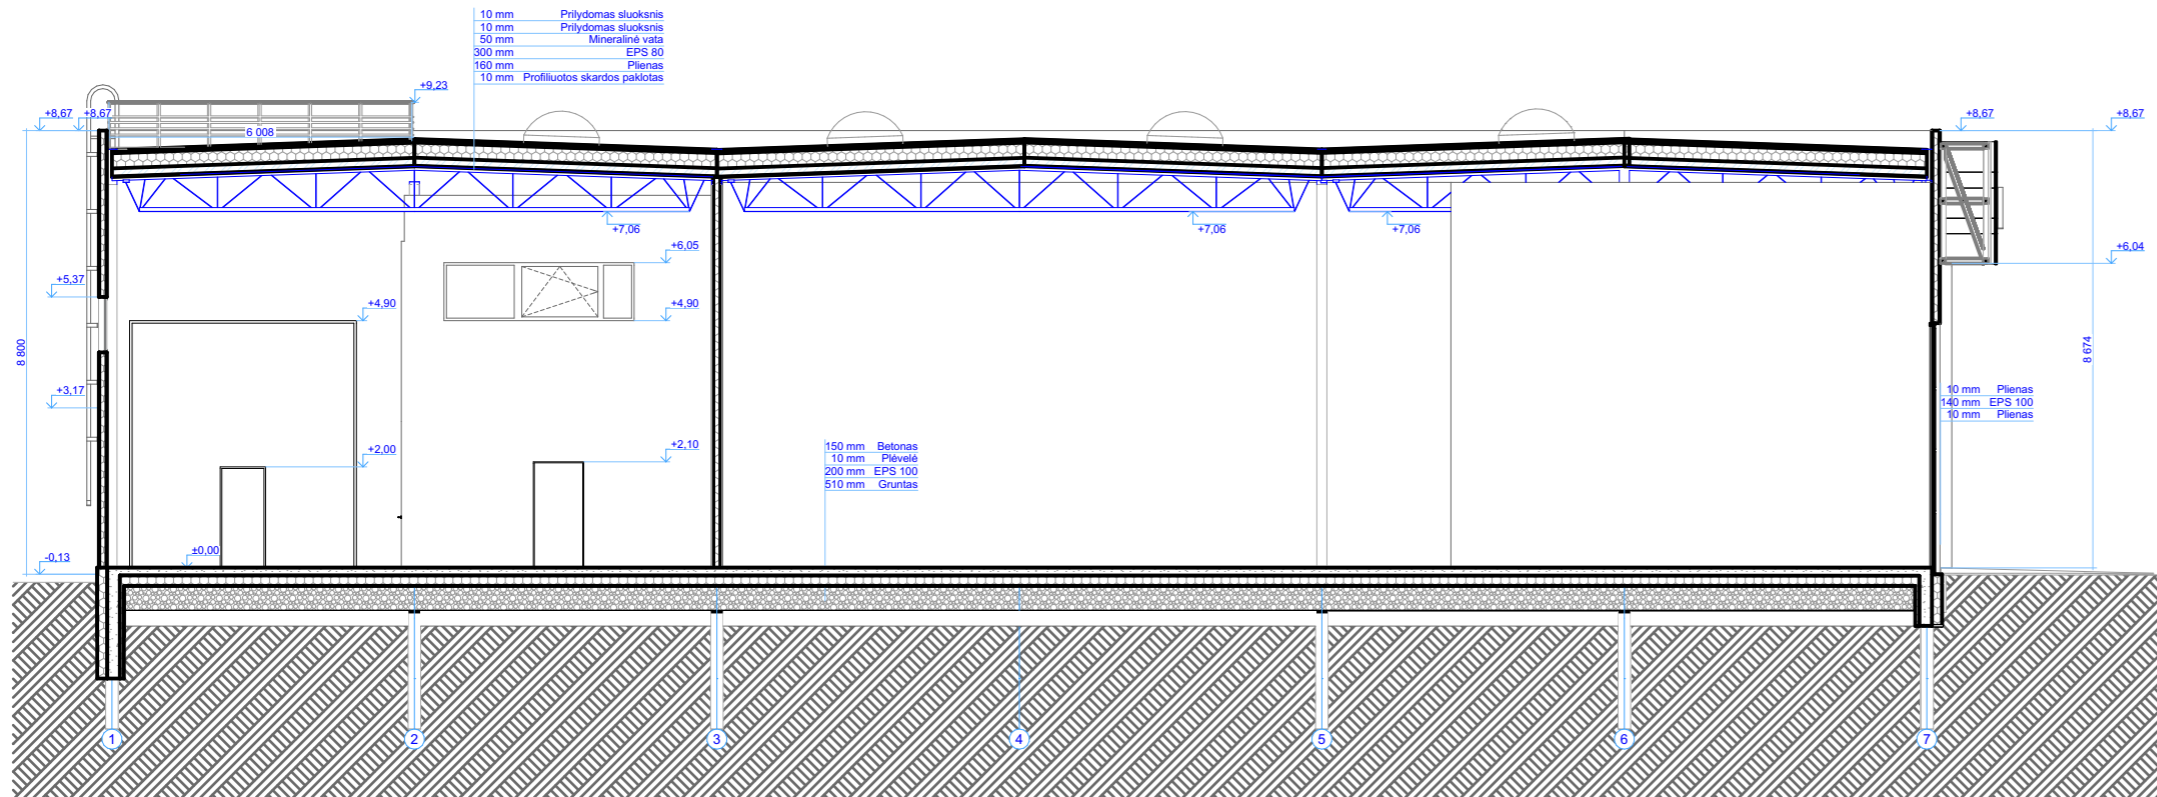 10 mm Prilydomas sluoksnis
10 mm Prilydomas sluoksnis
50 mm Mineralinė vata
300 mm EPS 80
160 mm Plienas
10 mm Profiliuotos skardos paklotas
+9,23
+8,67
+8,67
6 008
+8,67
+8,67
+7,06
+7,06
+7,06
+6,05
+6,04
+5,37
+4,90
+4,90
8 800
8 674
+3,17
10 mm Plienas
140 mm EPS 100
10 mm Plienas
+2,00
+2,10
150 mm Betonas
10 mm Plėvelė
200 mm EPS 100
510 mm Gruntas
-0,13
±0,00
1
2
3
4
5
6
7